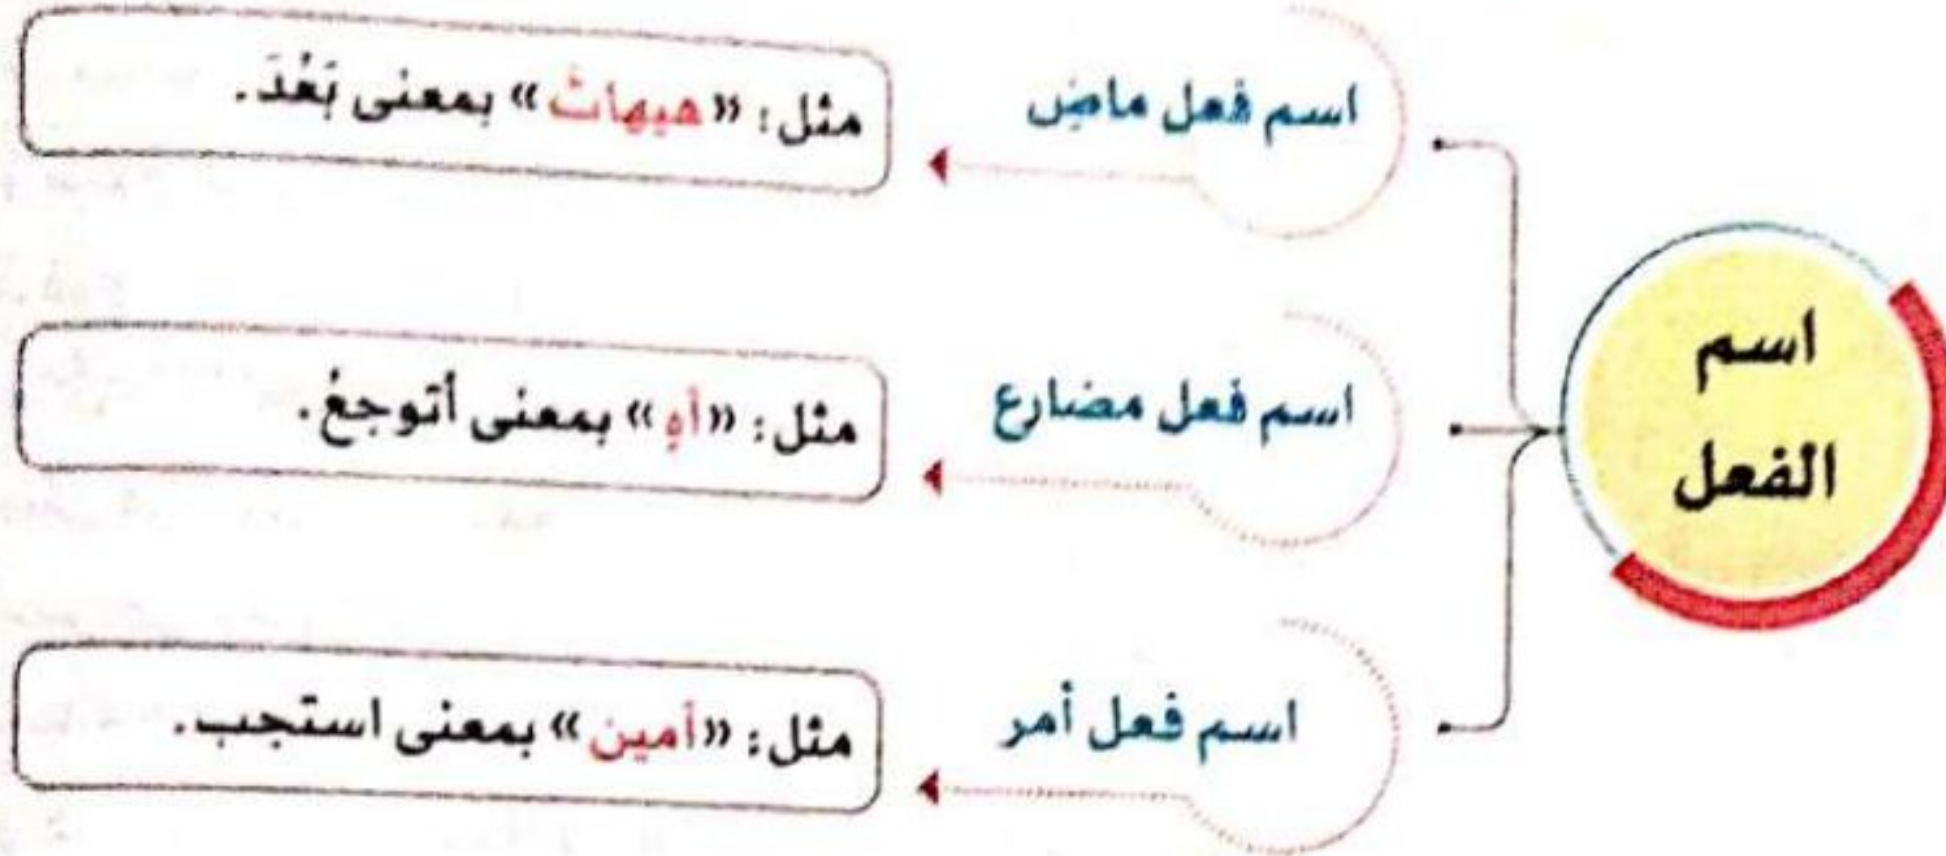 اسم
الفعل
اسم فعل ماضٍ
مثل: «هيهاتَ» بمعنى بَعُدَ.
اسم فعل مضارع
مثل: «آهٍ» بمعنى أتوجعُ.
اسم فعل أمر
مثل: «آمين» بمعنى استجب.